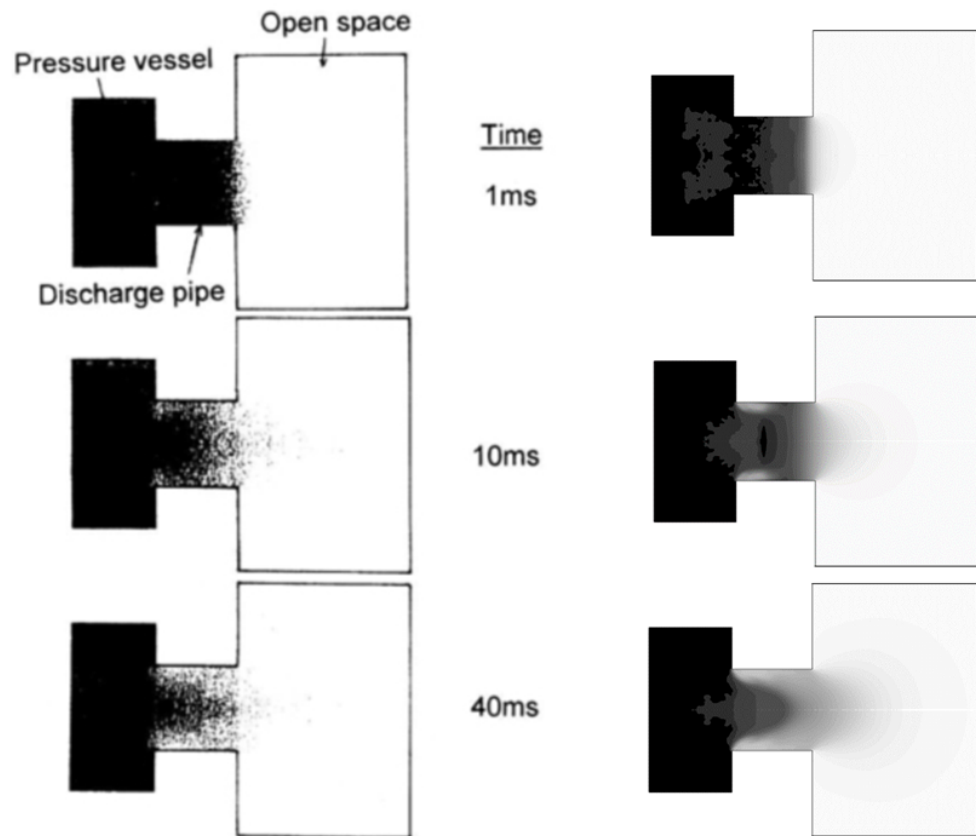 Open space
Pressure vessel
Time
1ms
Discharge pipe
10ms
40ms